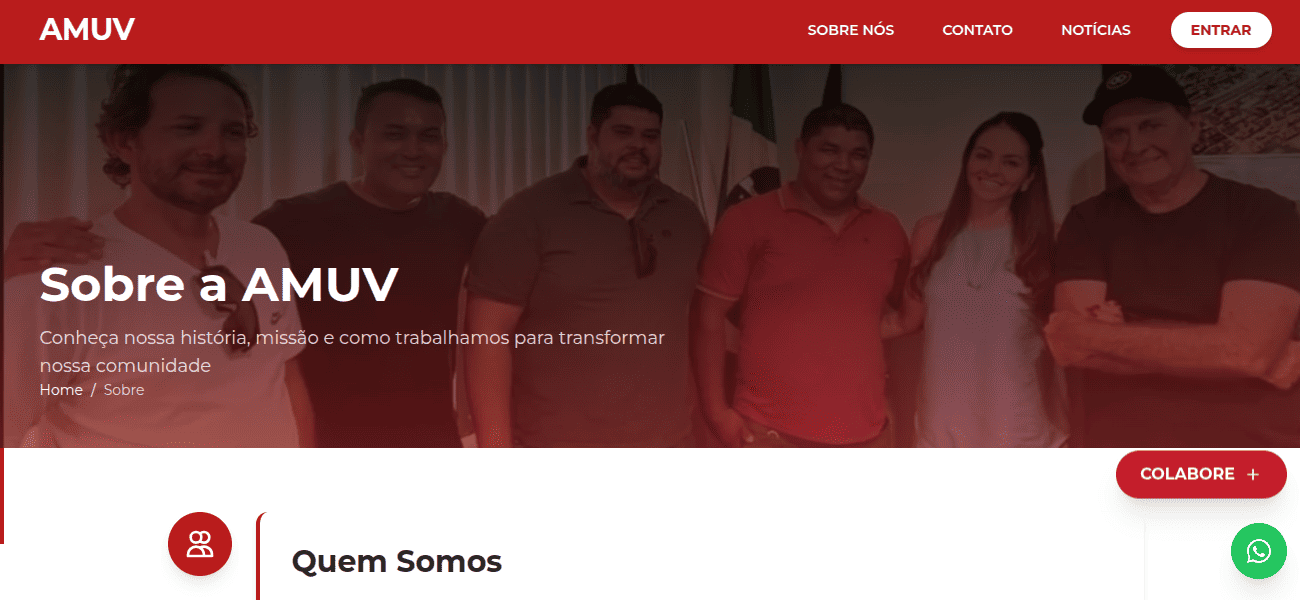 AMUV
SOBRE NÓS
CONTATO
NOTÍCIAS
ENTRAR
Sobre a AMUV
Conheça nossa história, missão e como trabalhamos para transformar
nossa comunidade
Home / Sobre
COLABORE +
Quem Somos